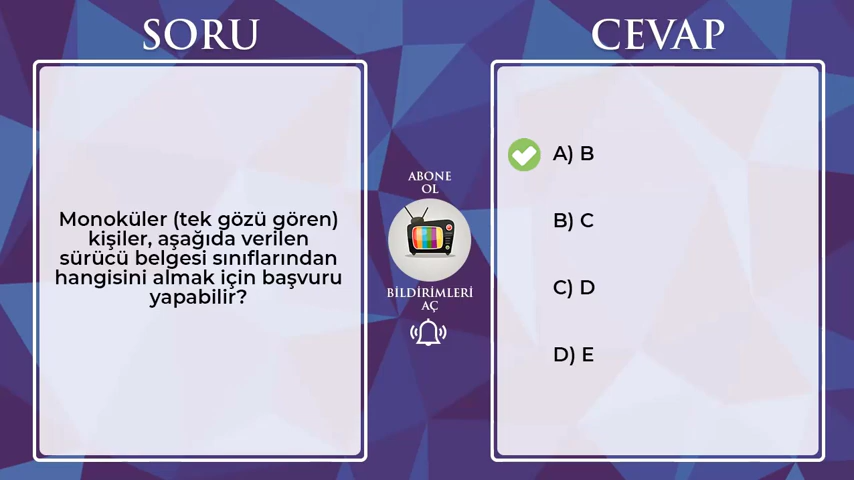 SORU
Monoküler (tek gözü gören)
kişiler, aşağıda verilen
sürücü belgesi sınıflarından
hangisini almak için başvuru
yapabilir?
ABONE
OL
BİLDİRİMLERİ
AÇ
CEVAP
A) B
B) C
C) D
D) E